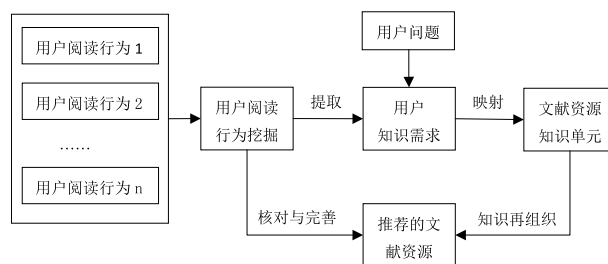 用户阅读行为 1
用户阅读行为 2
……
用户阅读行为 n
用户阅读
行为挖掘
提取
用户问题
用户
知识需求
映射
文献资源
知识单元
核对与完善
推荐的文
献资源
知识再组织